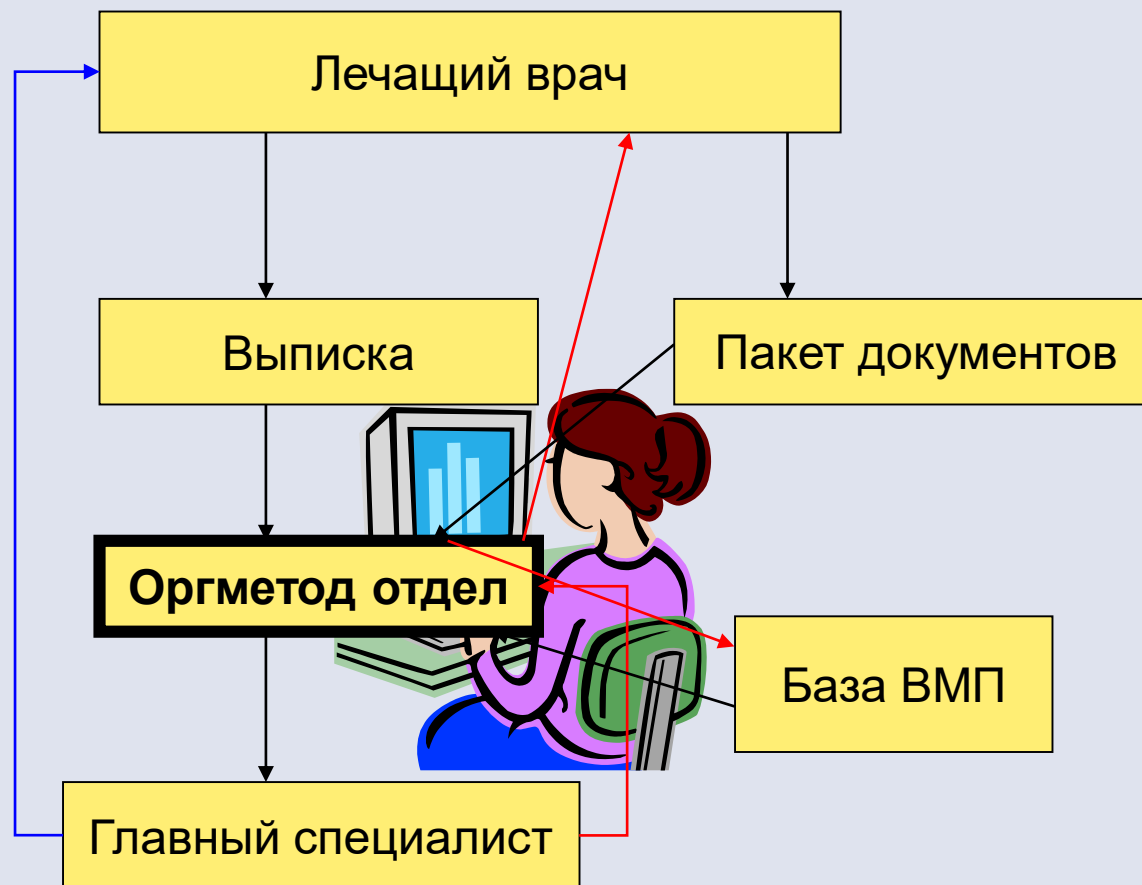 Лечащий врач
Выписка
Пакет документов
Оргметод отдел
База ВМП
Главный специалист